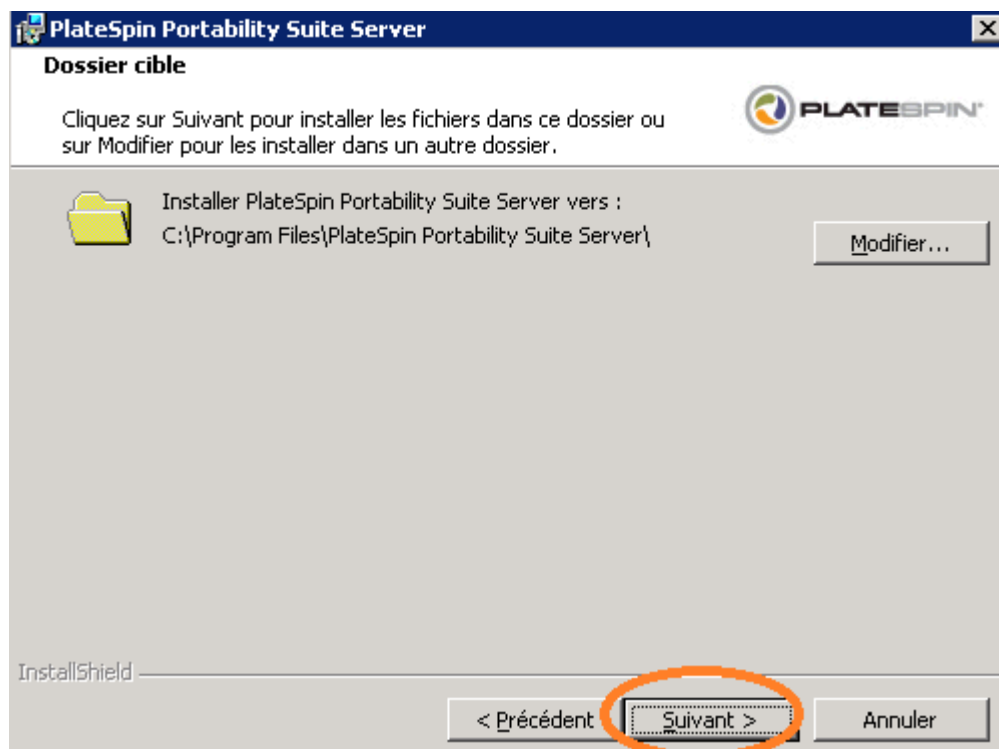 PlateSpin Portability Suite Server
Dossier cible
Cliquez sur Suivant pour installer les fichiers dans ce dossier ou
sur Modifier pour les installer dans un autre dossier.
PLATESPIN
Installer PlateSpin Portability Suite Server vers :
C:\Program Files\PlateSpin Portability Suite Server\
Modifier...
InstallShield
< Précédent
Suivant >
Annuler